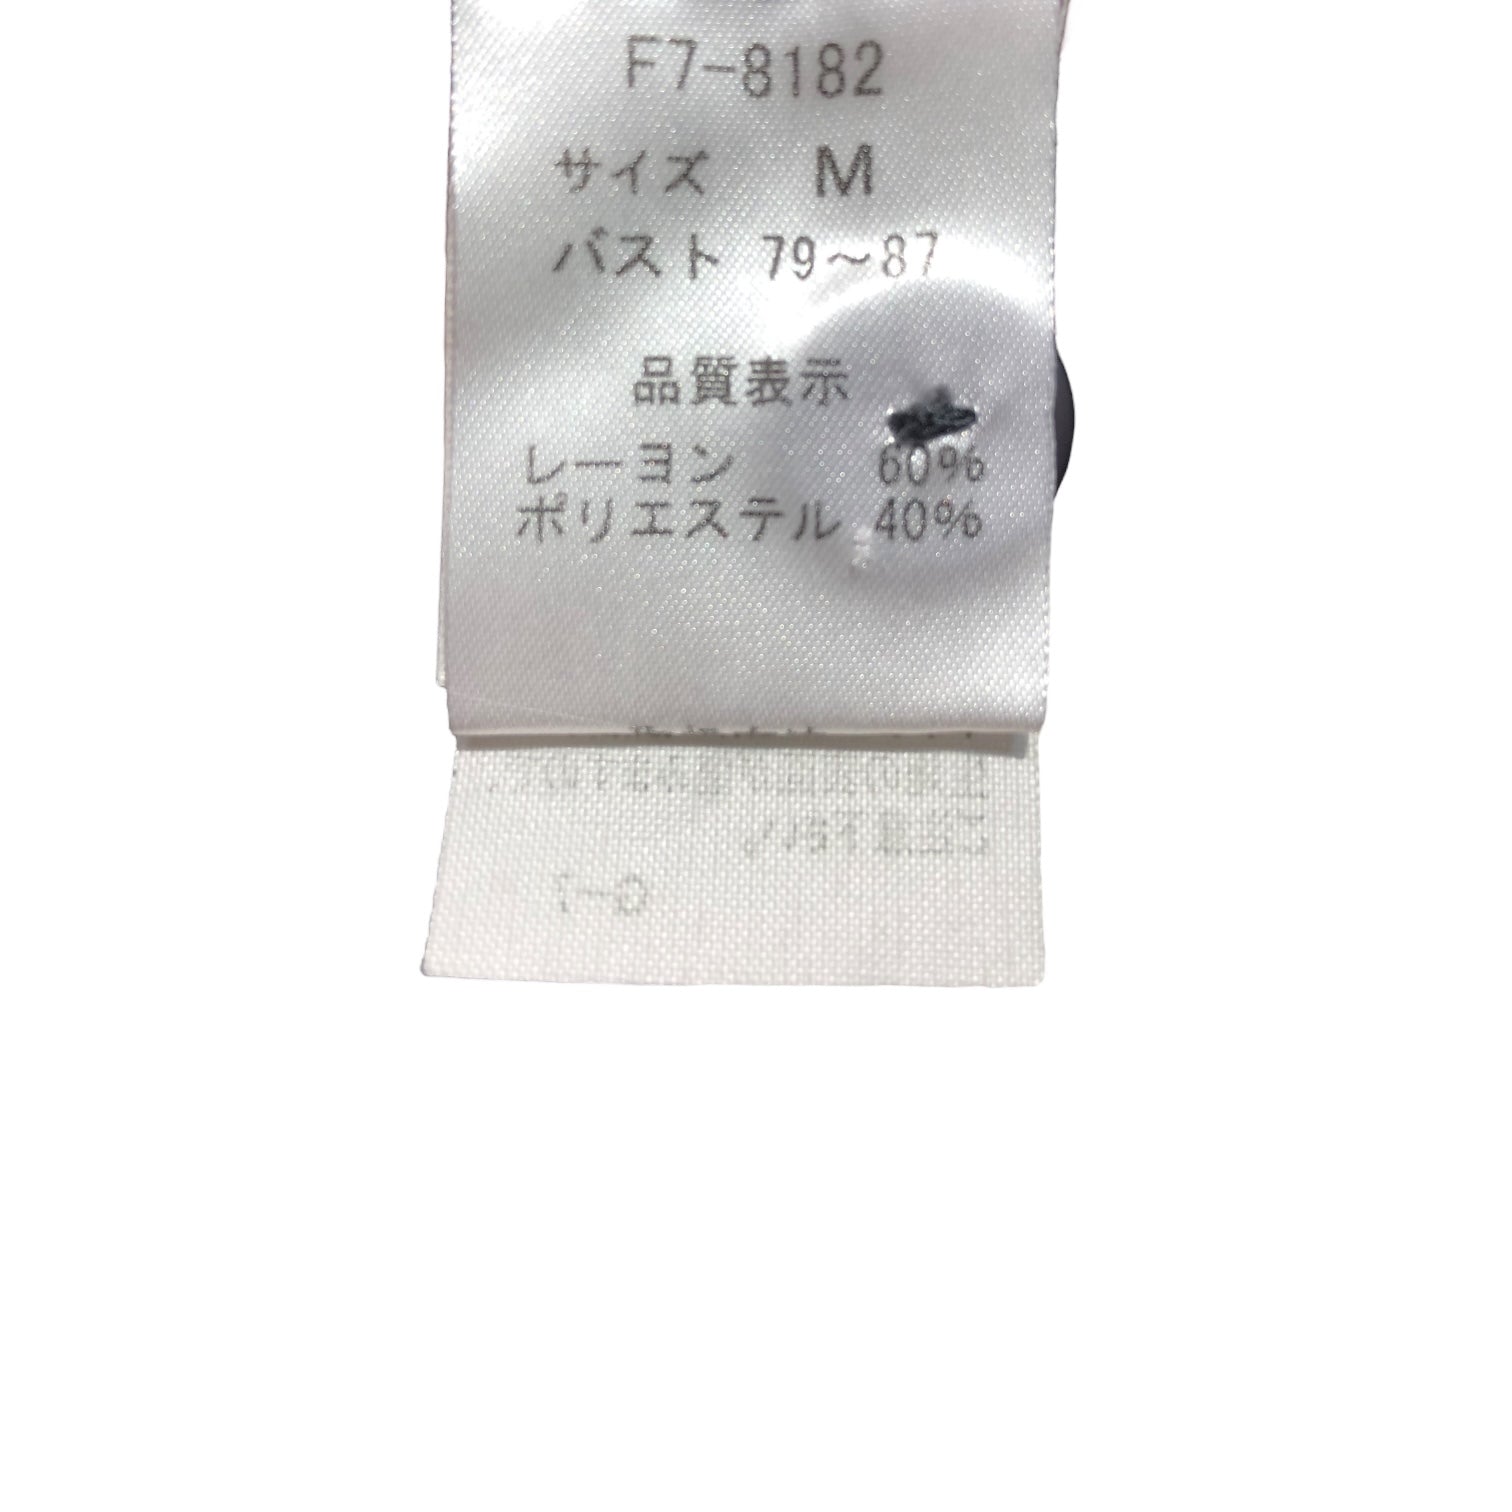 F7-8182
サイズ M
バスト 79～87
品質表示
レーヨン 60%
ポリエステル 40%